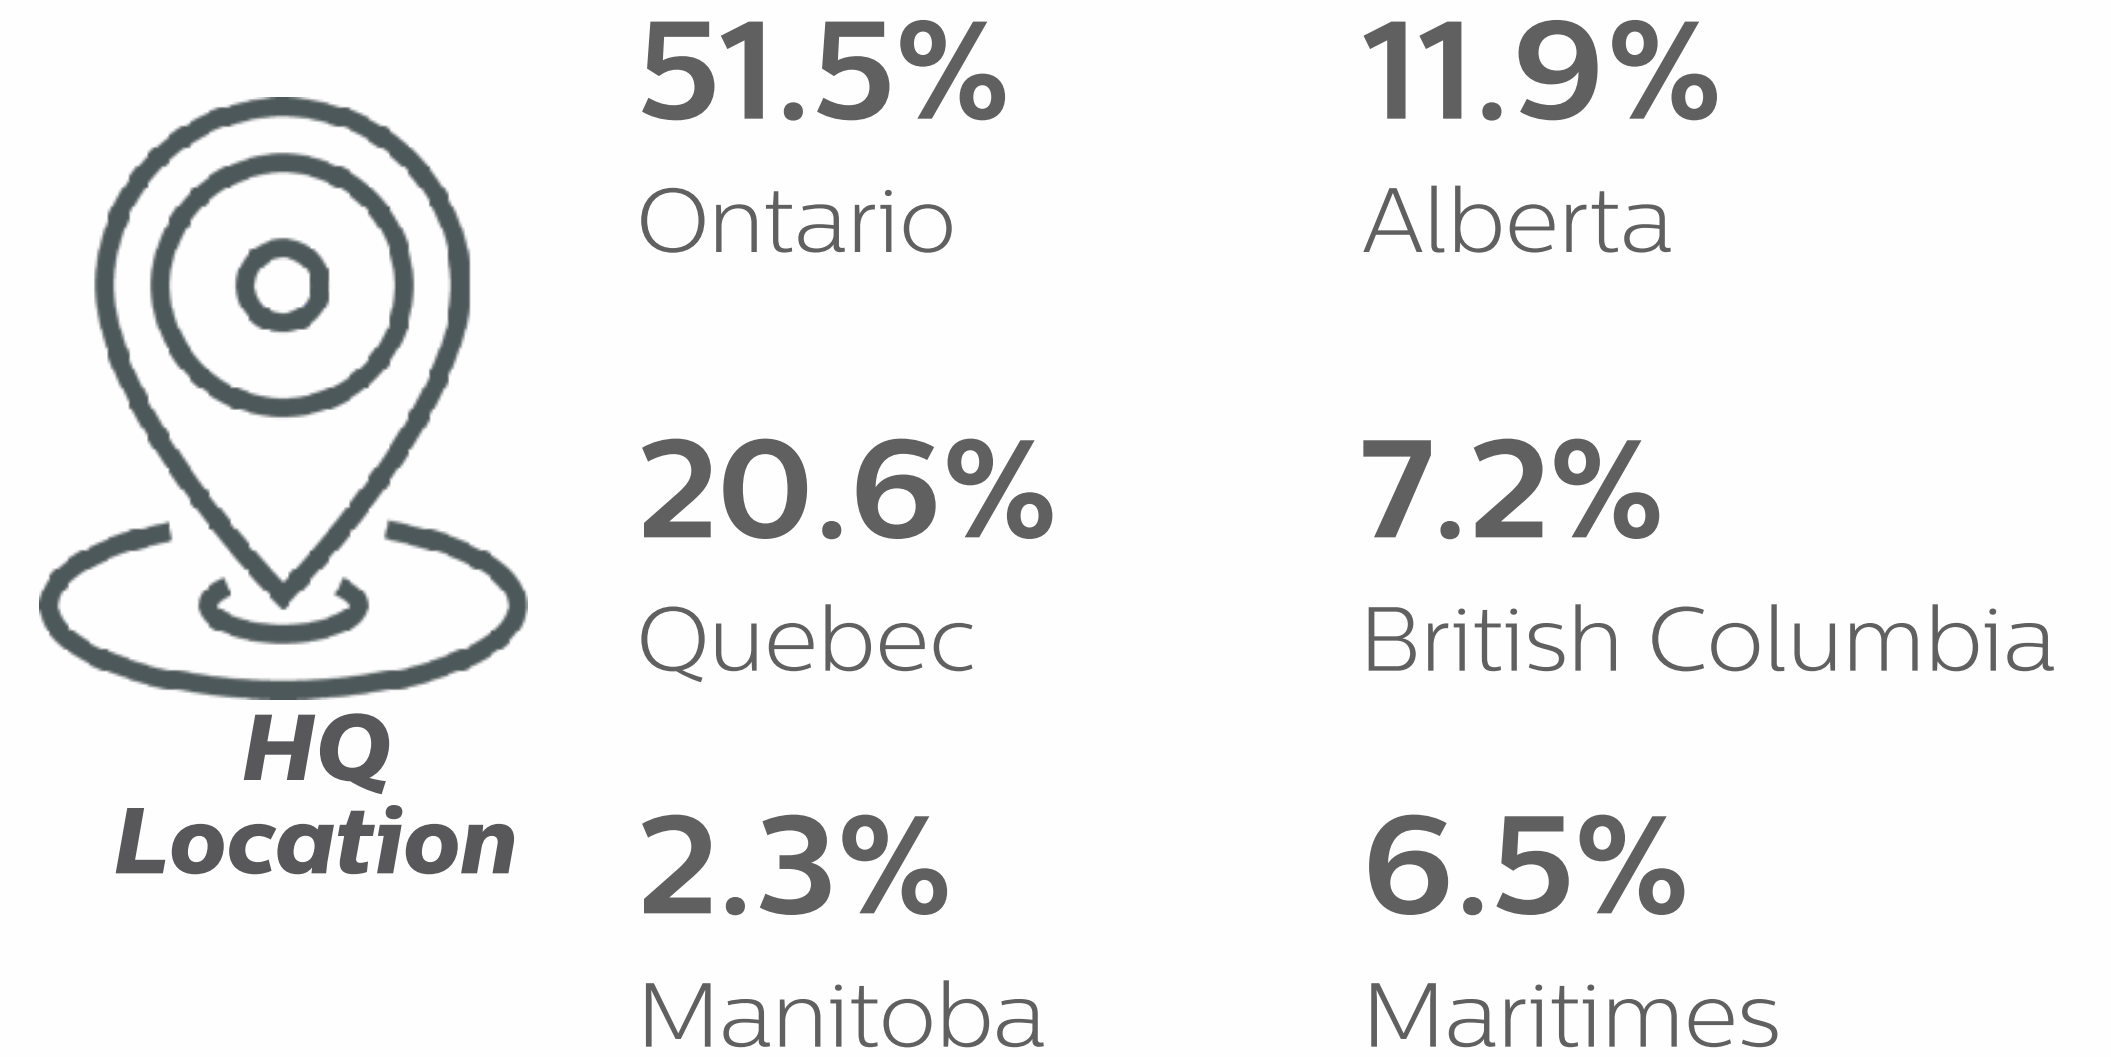 51.5%
Ontario
11.9%
Alberta
20.6%
Quebec
7.2%
British Columbia
HQ
Location
2.3%
Manitoba
6.5%
Maritimes